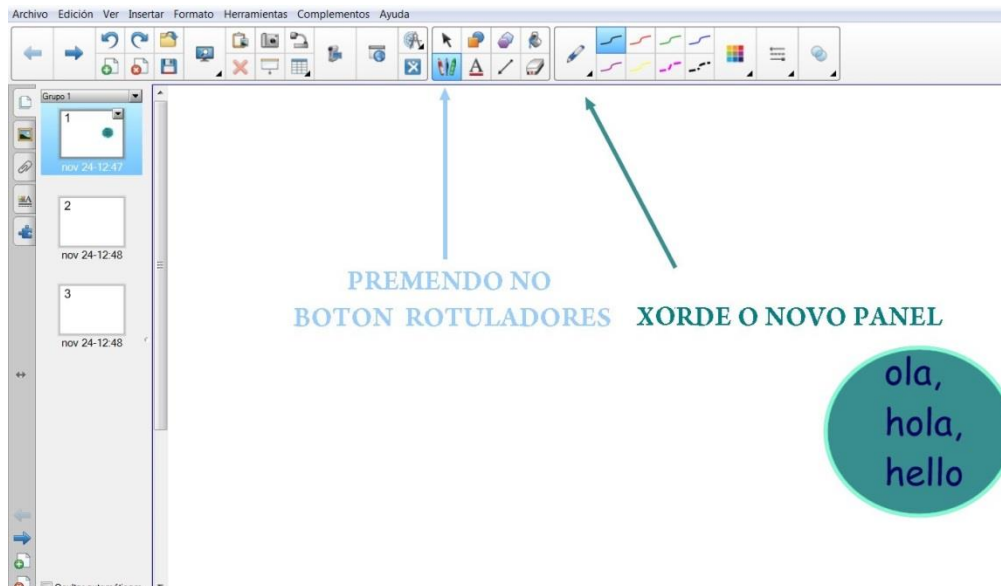 Archivo Edición Ver Insertar Formato Herramientas Complementos Ayuda
Grupo 1
1
nov 24-12:47
2
nov 24-12:48
3
nov 24-12:48
PREMENDO NO
BOTON ROTULADORES
XORDE O NOVO PANEL
ola,
hola,
hello